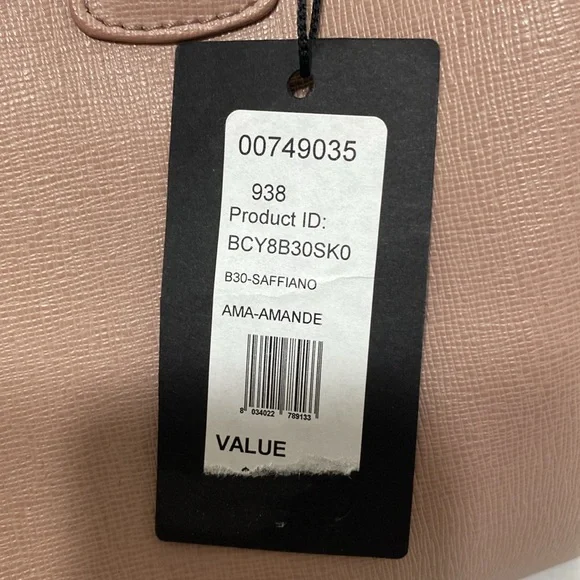 00749035
938
Product ID:
BCY8B30SK0
B30-SAFFIANO
AMA-AMANDE
8 034022 789133
VALUE